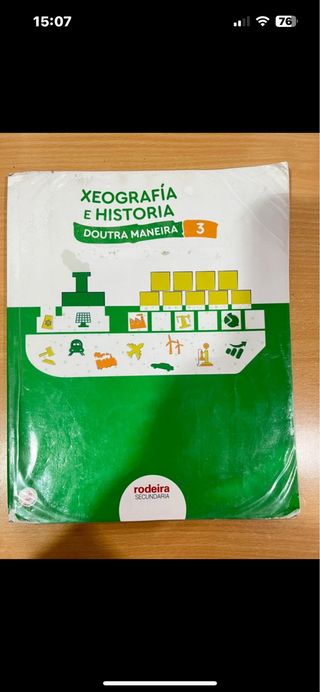 15:07
76
XEOGRAFÍA
E HISTORIA
DOUTRA MANEIRA 3
rodeira
SECUNDARIA